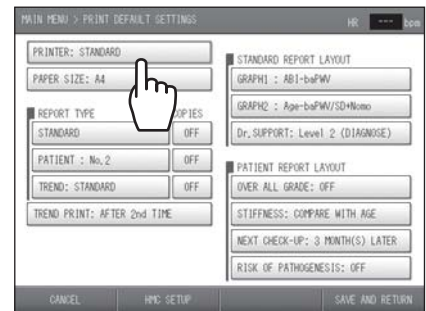 MAIN MENU > PRINT DEFAULT SETTINGS
HR --- bpm
PRINTER: STANDARD
PAPER SIZE: A4
REPORT TYPE
COPIES
STANDARD
OFF
PATIENT : No.2
OFF
TREND: STANDARD
OFF
TREND PRINT: AFTER 2nd TIME
STANDARD REPORT LAYOUT
GRAPH1 : ABI-baPWV
GRAPH2 : Age-baPWV/SD+Nomo
Dr.SUPPORT: Level 2 (DIAGNOSE)
PATIENT REPORT LAYOUT
OVER ALL GRADE: OFF
STIFFNESS: COMPARE WITH AGE
NEXT CHECK-UP: 3 MONTH(S) LATER
RISK OF PATHOGENESIS: OFF
CANCEL
HMC SETUP
SAVE AND RETURN